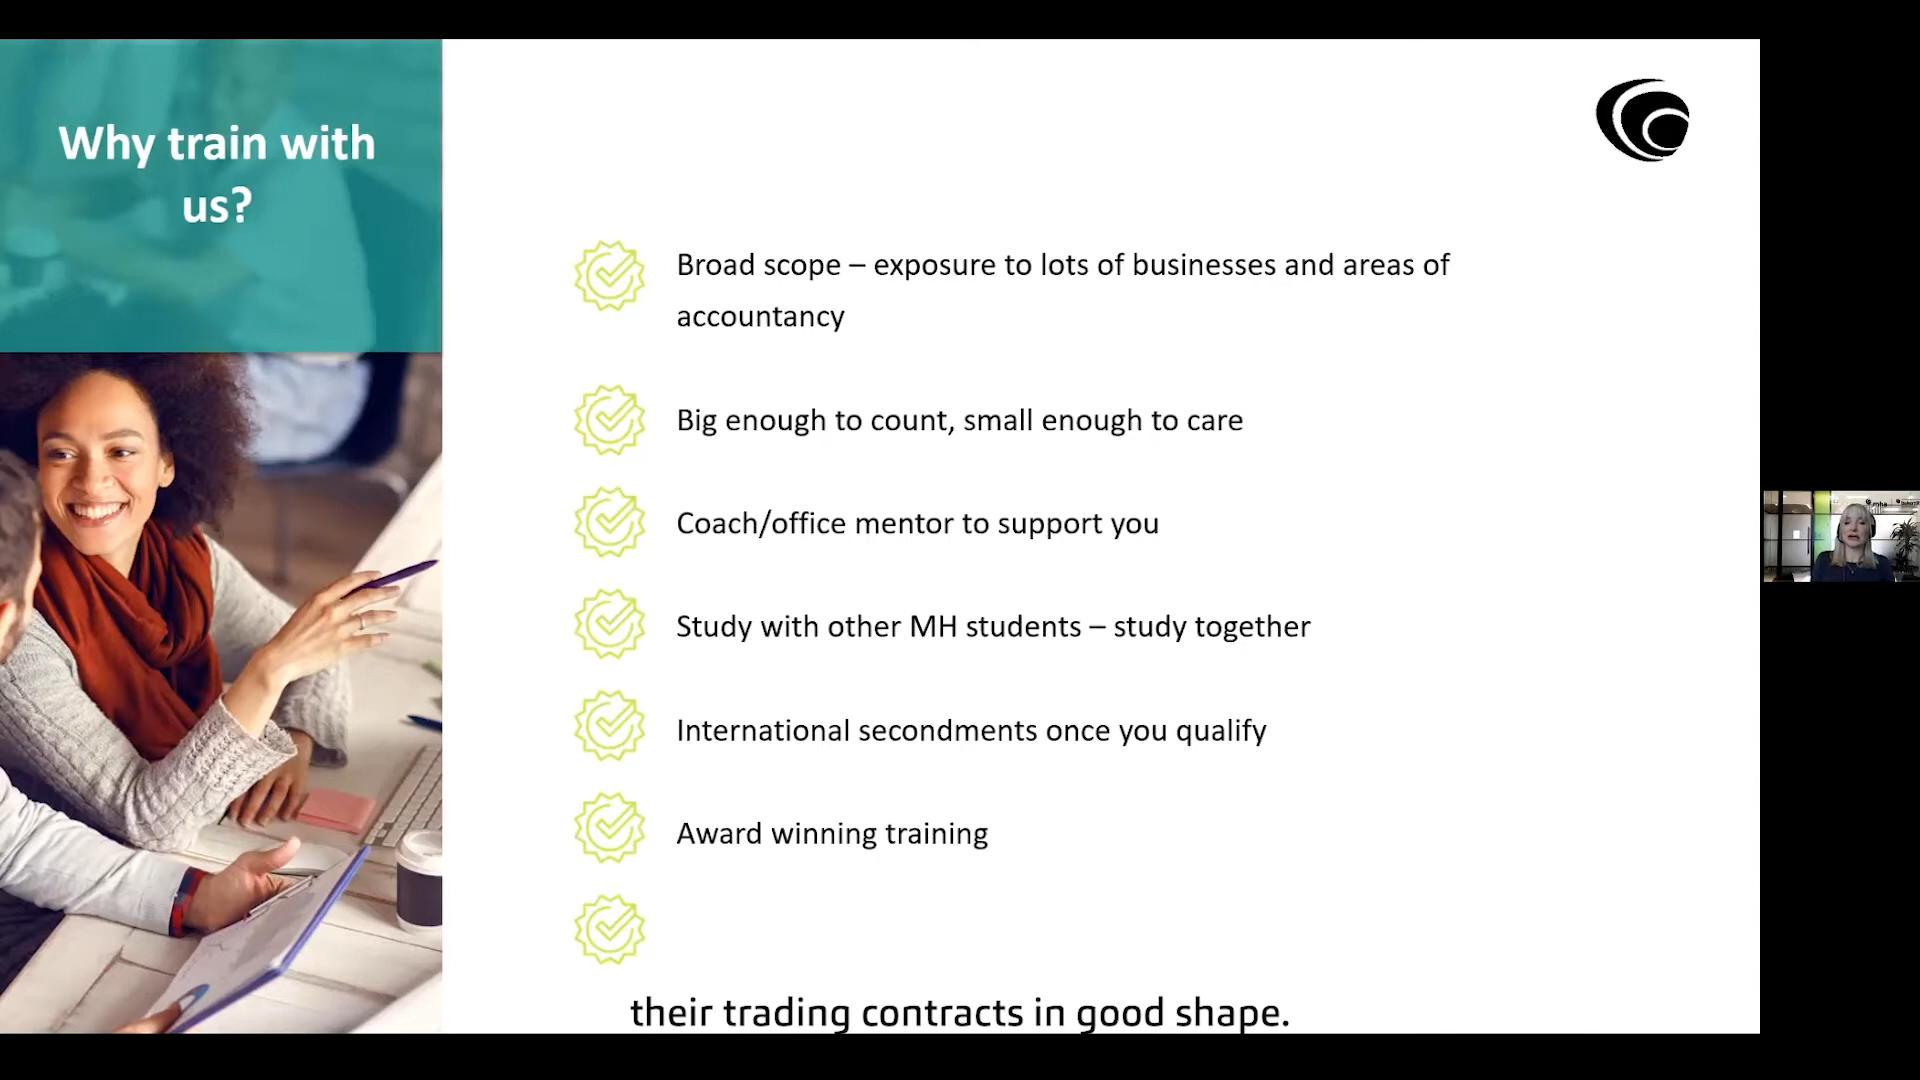 Why train with
us?
Broad scope – exposure to lots of businesses and areas of
accountancy
Big enough to count, small enough to care
Coach/office mentor to support you
Study with other MH students – study together
International secondments once you qualify
Award winning training
their trading contracts in good shape.
mha